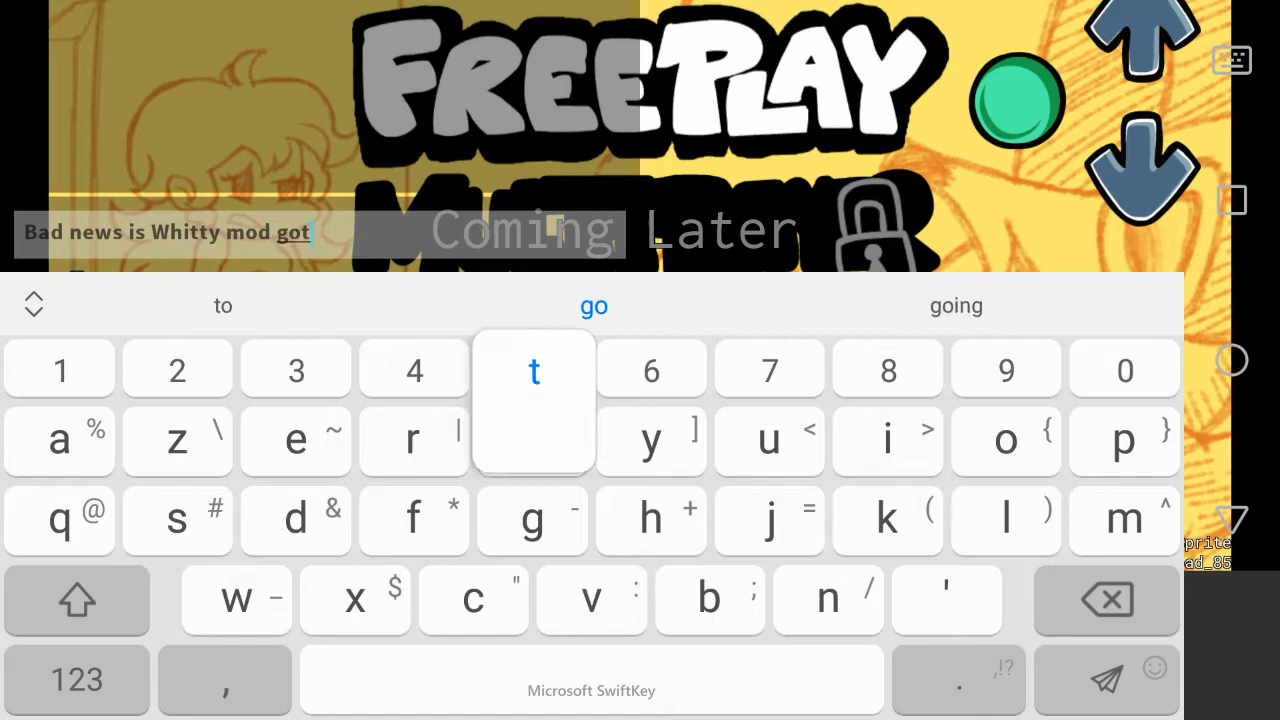 FREEPLAY
Bad news is Whitty mod got
Coming Later
to go going
1 2 3 4 t 6 7 8 9 0
a % z \ e ~ r | y ] u < i > o { p }
q @ s # d & f * g - h + j = k ( l ) m ^
w _ x $ c " v : b ; n / '
123 , Microsoft SwiftKey . ,!?